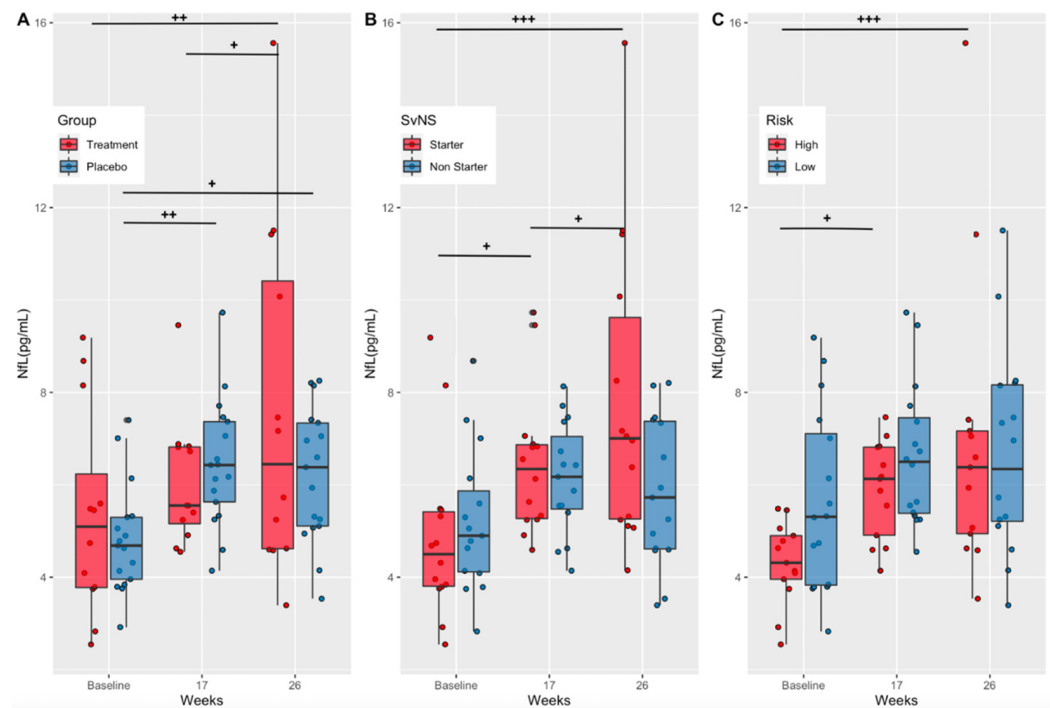 A
B
C
++
+
+
++
+++
+
+
+++
+
Group
Treatment
Placebo
SvNS
Starter
Non Starter
Risk
High
Low
NfL(pg/mL)
16
12
8
4
Baseline
17
26
Weeks
NfL(pg/mL)
16
12
8
4
Baseline
17
26
Weeks
NfL(pg/mL)
16
12
8
4
Baseline
17
26
Weeks